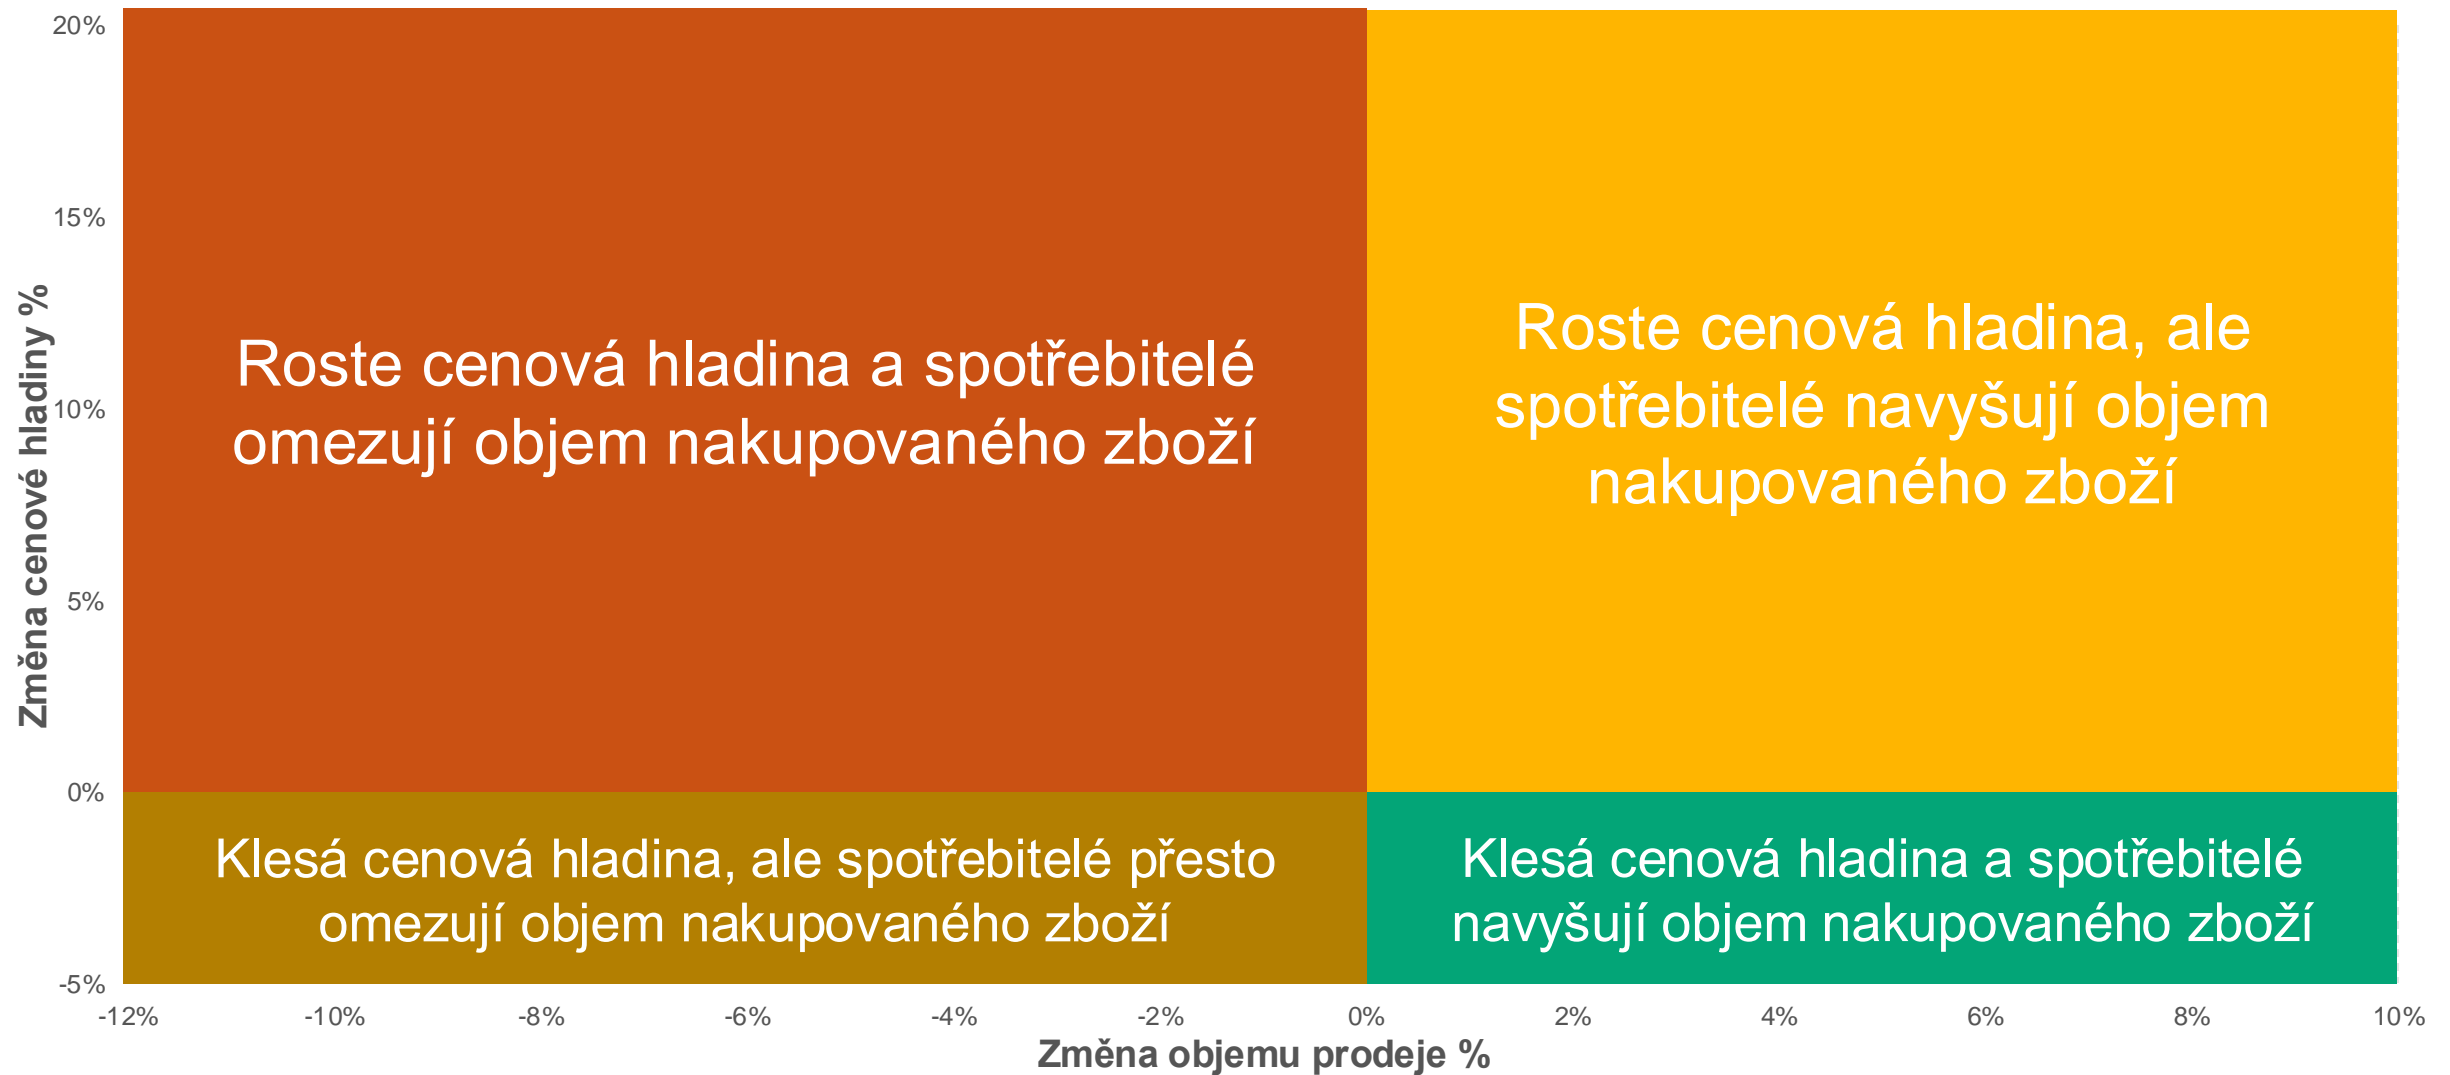 20%
15%
10%
5%
0%
-5%
Změna cenové hladiny %
Roste cenová hladina a spotřebitelé
omezují objem nakupovaného zboží
Roste cenová hladina, ale
spotřebitelé navyšují objem
nakupovaného zboží
Klesá cenová hladina, ale spotřebitelé přesto
omezují objem nakupovaného zboží
Klesá cenová hladina a spotřebitelé
navyšují objem nakupovaného zboží
-12% -10% -8% -6% -4% -2% 0% 2% 4% 6% 8% 10%
Změna objemu prodeje %